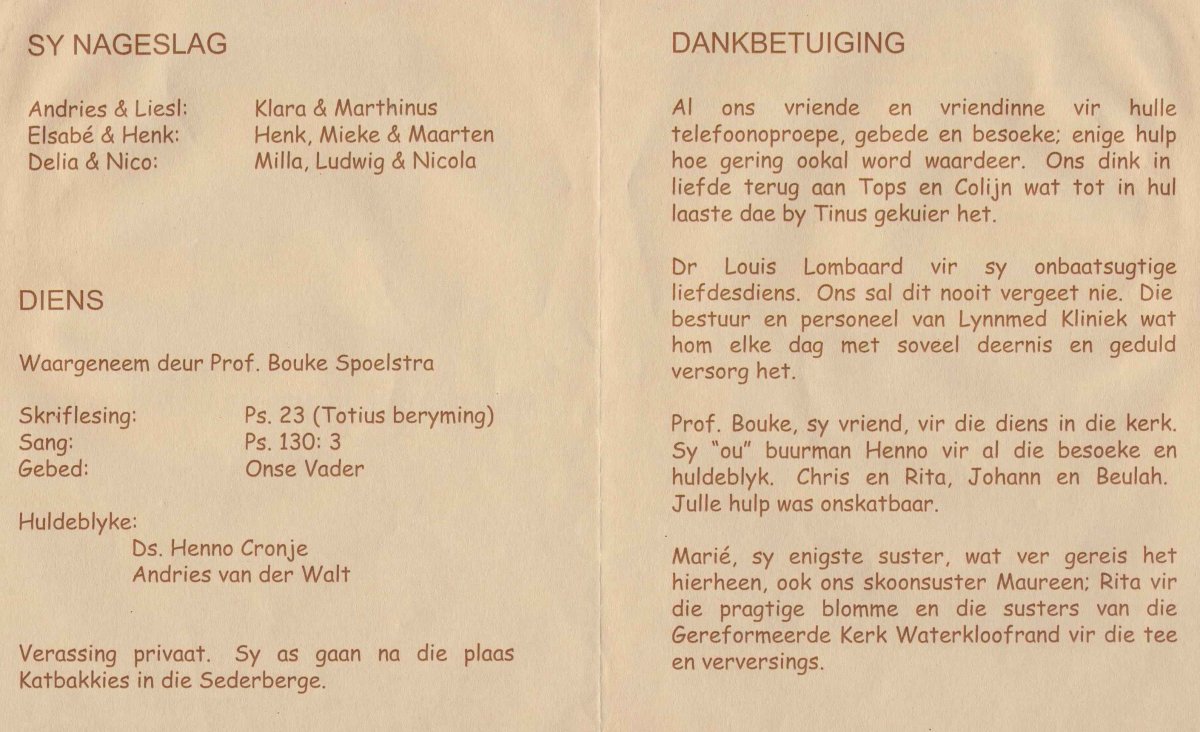 SY NAGESLAG
Andries & Liesl: Klara & Marthinus
Elsabé & Henk: Henk, Mieke & Maarten
Delia & Nico: Milla, Ludwig & Nicola
DIENS
Waargeneem deur Prof. Bouke Spoelstra
Skriflesing: Ps. 23 (Totius beryming)
Sang: Ps. 130: 3
Gebed: Onse Vader
Huldeblyke:
Ds. Henno Cronje
Andries van der Walt
Verassing privaat. Sy as gaan na die plaas
Katbakkies in die Sederberge.
DANKBETUIGING
Al ons vriende en vriendinne vir hulle
telefoonoproepe, gebede en besoeke; enige hulp
hoe gering ookal word waardeer. Ons dink in
liefde terug aan Tops en Colijn wat tot in hul
laaste dae by Tinus gekuier het.
Dr Louis Lombaard vir sy onbaatsugtige
liefdesdiens. Ons sal dit nooit vergeet nie. Die
bestuur en personeel van Lynnmed Kliniek wat
hom elke dag met soveel deernis en geduld
versorg het.
Prof. Bouke, sy vriend, vir die diens in die kerk.
Sy “ou” buurman Henno vir al die besoeke en
huldeblyk. Chris en Rita, Johann en Beulah.
Julle hulp was onskatbaar.
Marié, sy enigste suster, wat ver gereis het
hierheen, ook ons skoonsuster Maureen; Rita vir
die pragtige blomme en die susters van die
Gereformeerde Kerk Waterkloofrand vir die tee
en verversings.